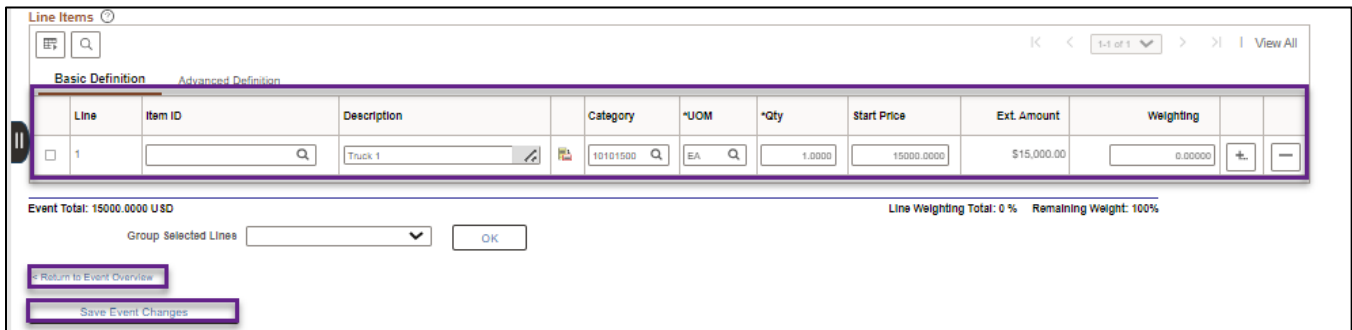 Line Items
1-1 of 1 | View All
Basic Definition Advanced Definition
Line Item ID Description Category *UOM *Qty Start Price Ext. Amount Weighting
1 Truck 1 10101500 EA 1.0000 15000.0000 $15,000.00 0.00000
Event Total: 15000.0000 USD Line Weighting Total: 0 % Remaining Weight: 100%
Group Selected Lines OK
< Return to Event Overview
Save Event Changes